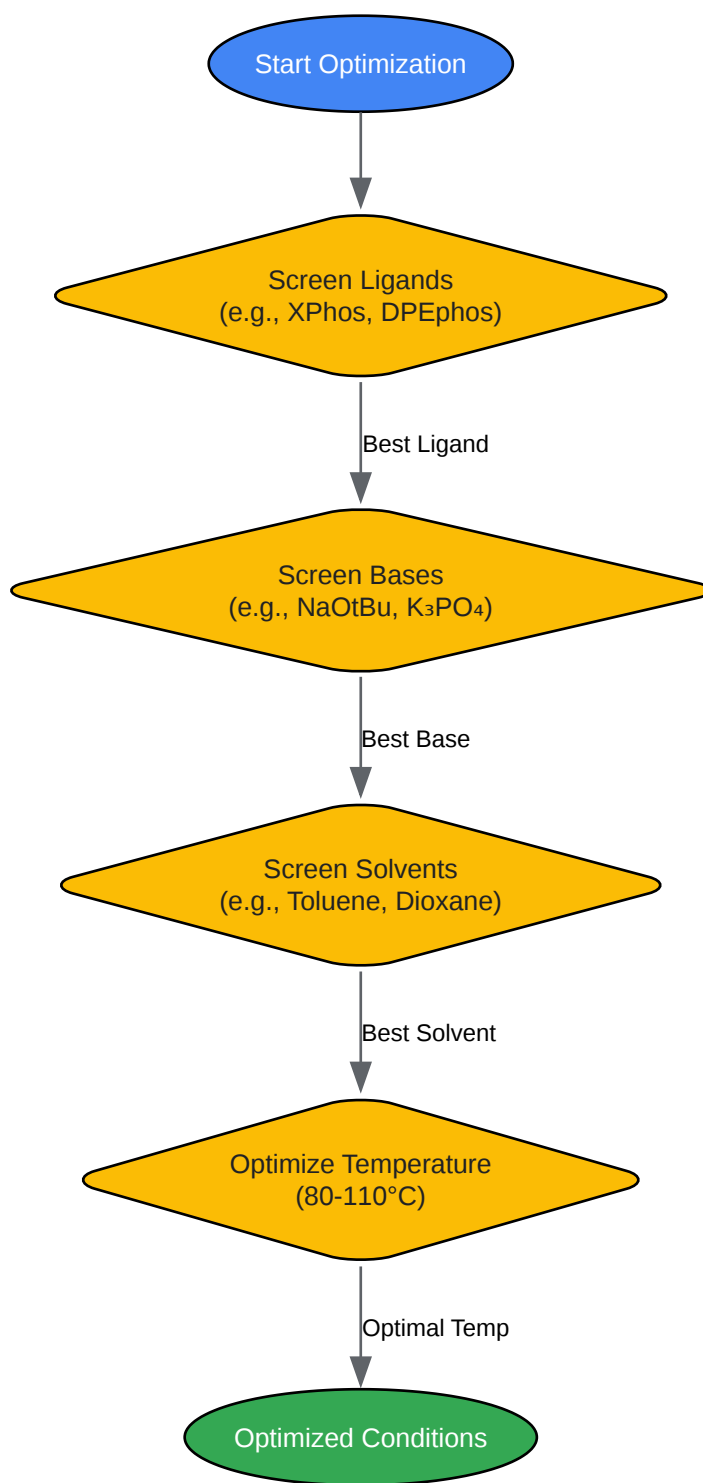 Start Optimization
Screen Ligands
(e.g., XPhos, DPEphos)
Best Ligand
Screen Bases
(e.g., NaOtBu, K₃PO₄)
Best Base
Screen Solvents
(e.g., Toluene, Dioxane)
Best Solvent
Optimize Temperature
(80-110°C)
Optimal Temp
Optimized Conditions